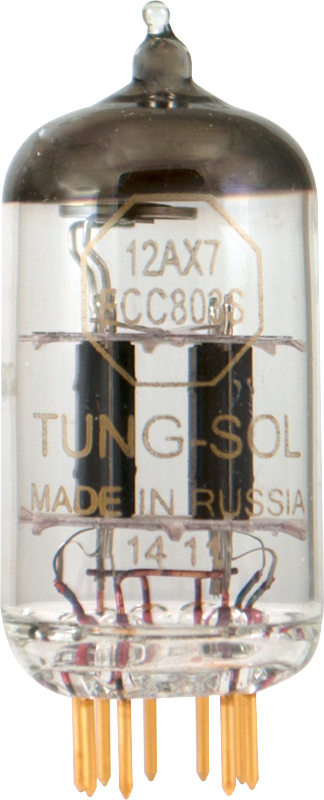 12AX7
ECC803S
TUNG-SOL
MADE IN RUSSIA
14 11